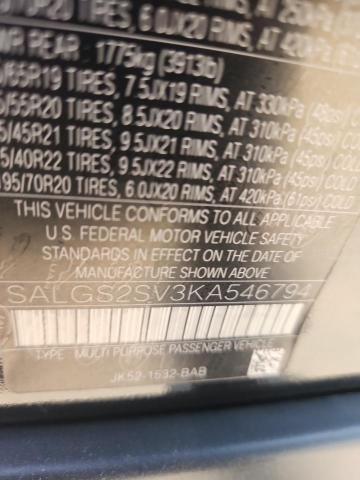 70R20 TIRES, 6.0JX20 RIMS, AT 420kPa
REAR 1775kg (3913lb)
65R19 TIRES, 7.5JX19 RIMS, AT 330kPa (48psi)
/55R20 TIRES, 8.5JX20 RIMS, AT 310kPa (45psi)
5/45R21 TIRES, 9.5JX21 RIMS, AT 310kPa (45psi)
5/40R22 TIRES, 9.5JX22 RIMS, AT 310kPa (45psi) COLD
95/70R20 TIRES, 6.0JX20 RIMS, AT 420kPa (61psi) COLD
THIS VEHICLE CONFORMS TO ALL APPLICABLE
U.S. FEDERAL MOTOR VEHICLE SAFETY
STANDARDS IN EFFECT ON THE DATE OF
MANUFACTURE SHOWN ABOVE.
SALGS2SV3KA546794
TYPE: MULTI PURPOSE PASSENGER VEHICLE
JK52-1532-BAB